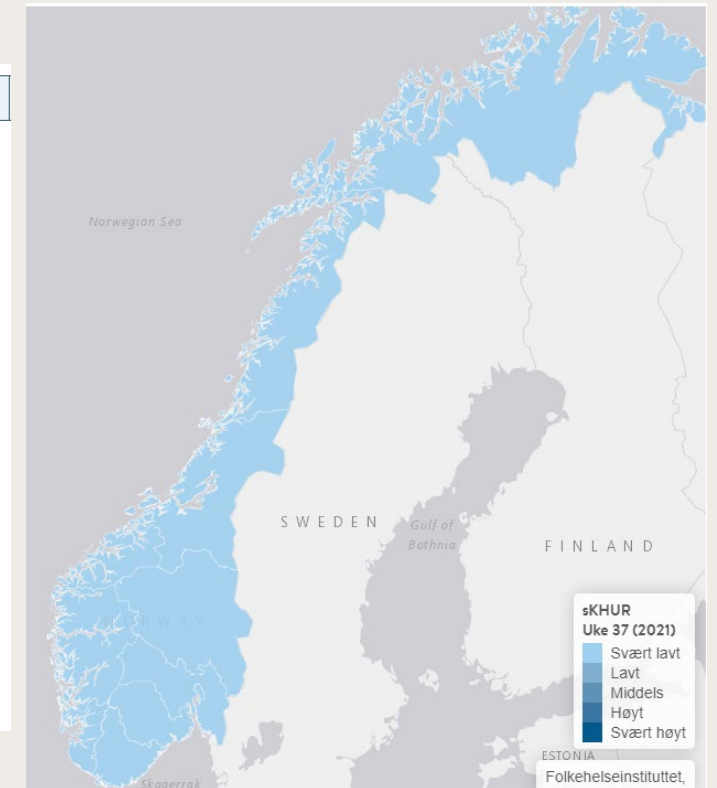 Norwegian Sea
SWEDEN
Gulf of
Bothnia
FINLAND
NORWAY
sKHUR
Uke 37 (2021)
Svært lavt
Lavt
Middels
Høyt
Svært høyt
ESTONIA
Folkehelseinstituttet,
Skagerrak